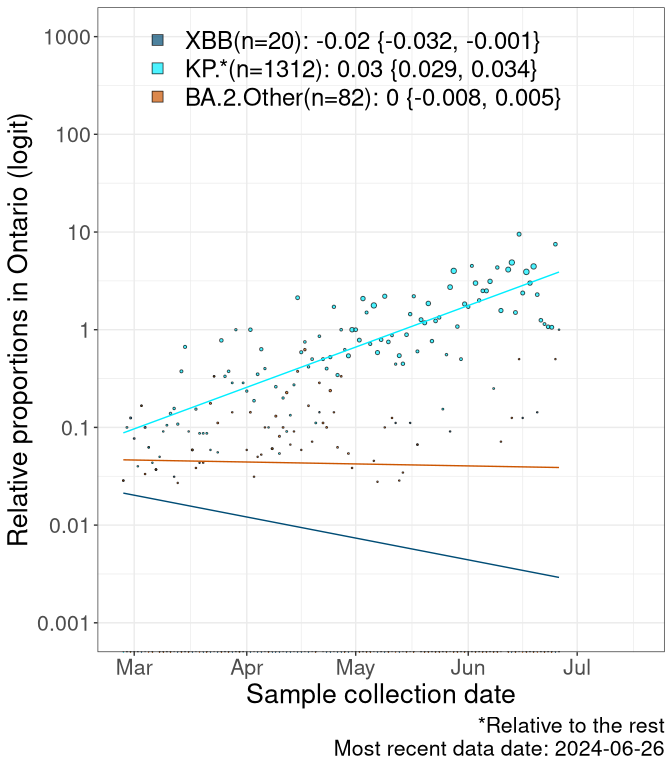 Relative proportions in Ontario (logit)
1000
100
10
1
0.1
0.01
0.001
XBB(n=20): -0.02 {-0.032, -0.001}
KP.*(n=1312): 0.03 {0.029, 0.034}
BA.2.Other(n=82): 0 {-0.008, 0.005}
Mar Apr May Jun Jul
Sample collection date
*Relative to the rest
Most recent data date: 2024-06-26